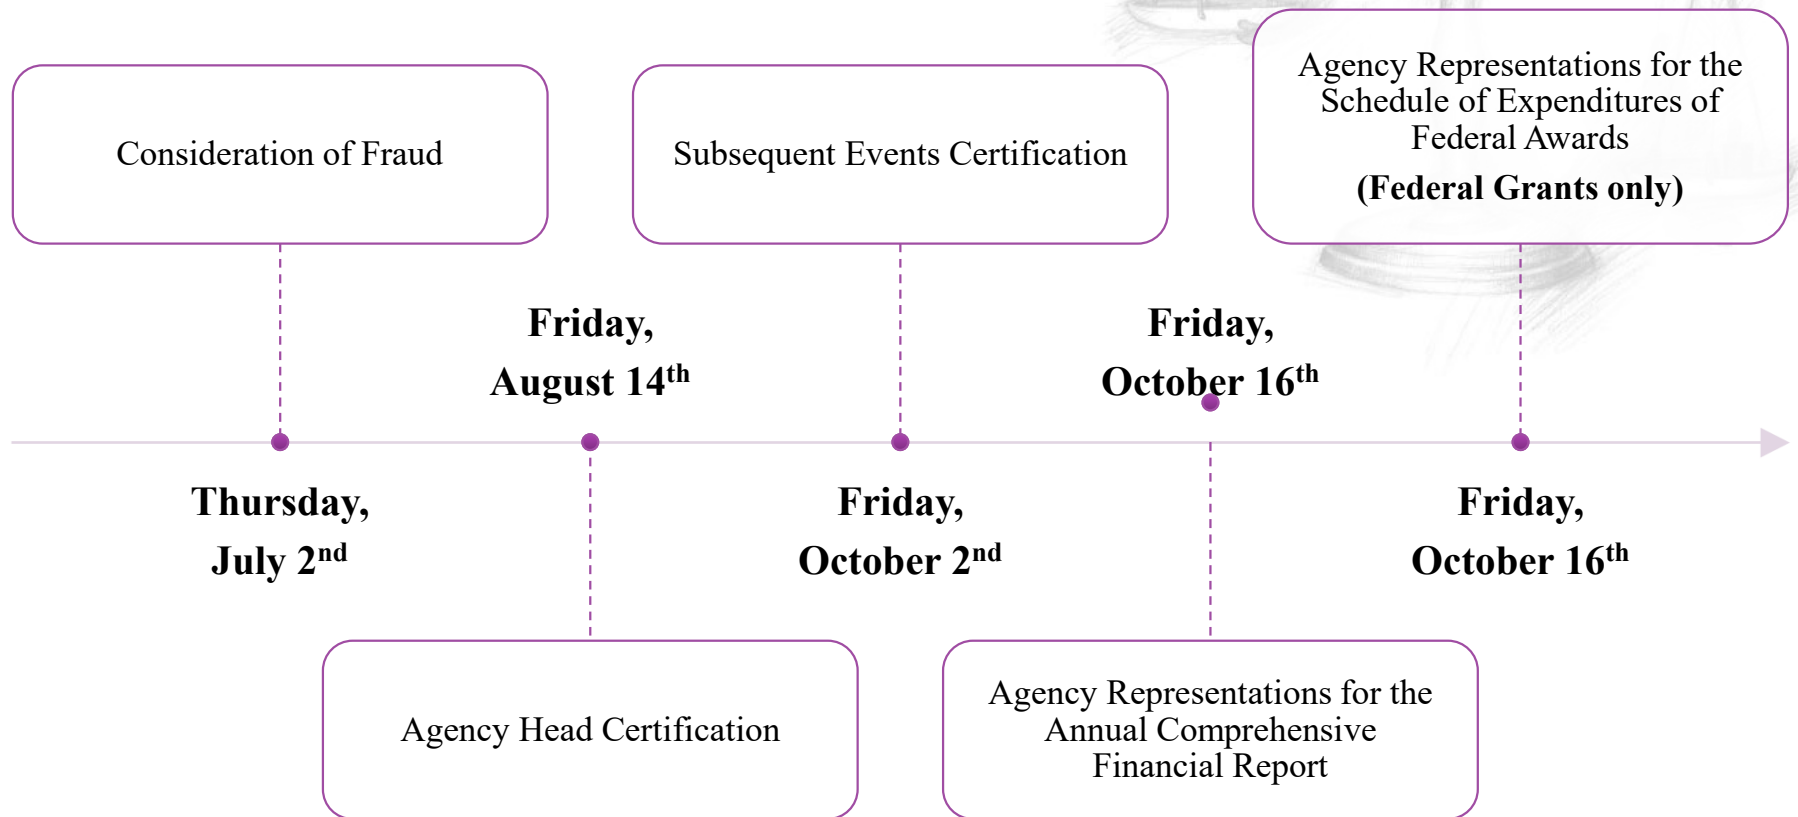 Consideration of Fraud
Thursday,
July 2nd
Friday,
August 14th
Agency Head Certification
Subsequent Events Certification
Friday,
October 2nd
Friday,
October 16th
Agency Representations for the
Annual Comprehensive
Financial Report
Agency Representations for the
Schedule of Expenditures of
Federal Awards
(Federal Grants only)
Friday,
October 16th